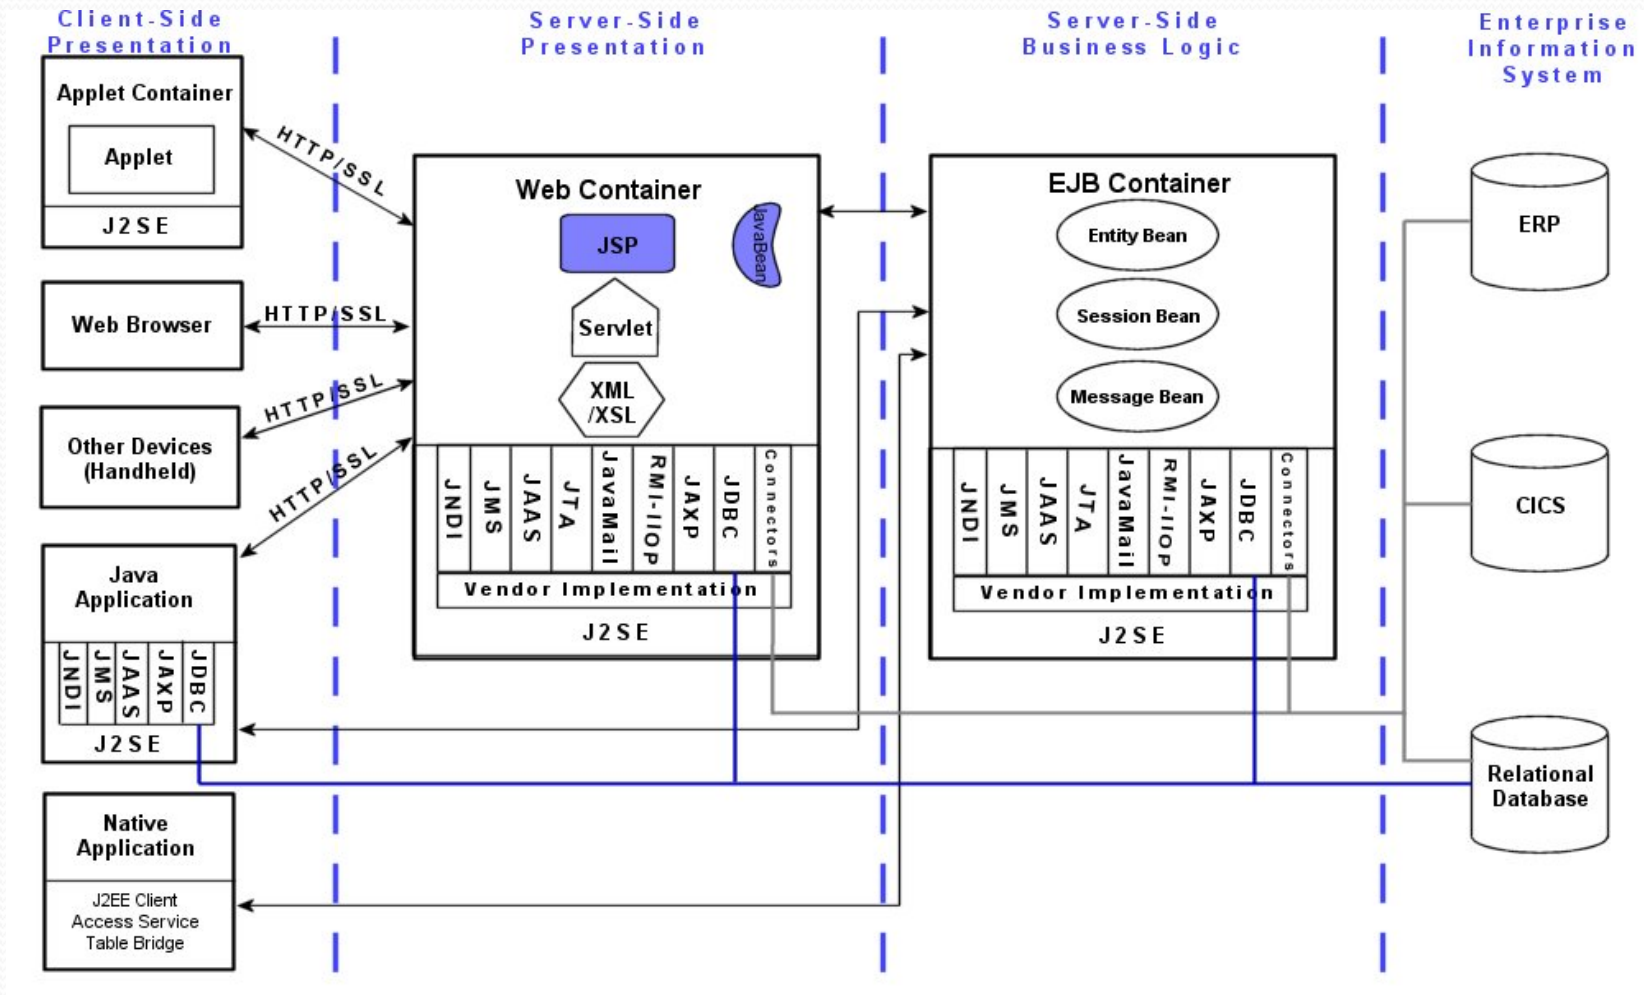 Client-Side
Presentation
Server-Side
Presentation
Server-Side
Business Logic
Enterprise
Information
System
Applet Container
Applet
J2SE
HTTP/SSL
Web Browser
HTTP/SSL
Other Devices
(Handheld)
HTTP/SSL
Java
Application
HTTP/SSL
JNDI
JMS
JAAS
JAXP
JDBC
J2SE
Native
Application
J2EE Client
Access Service
Table Bridge
Web Container
JSP
JavaBean
Servlet
XML
/XSL
JNDI
JMS
JAAS
JTA
JavaMail
RMI-IIOP
JAXP
JDBC
Connectors
Vendor Implementation
J2SE
EJB Container
Entity Bean
Session Bean
Message Bean
JNDI
JMS
JAAS
JTA
JavaMail
RMI-IIOP
JAXP
JDBC
Connectors
Vendor Implementation
J2SE
ERP
CICS
Relational
Database